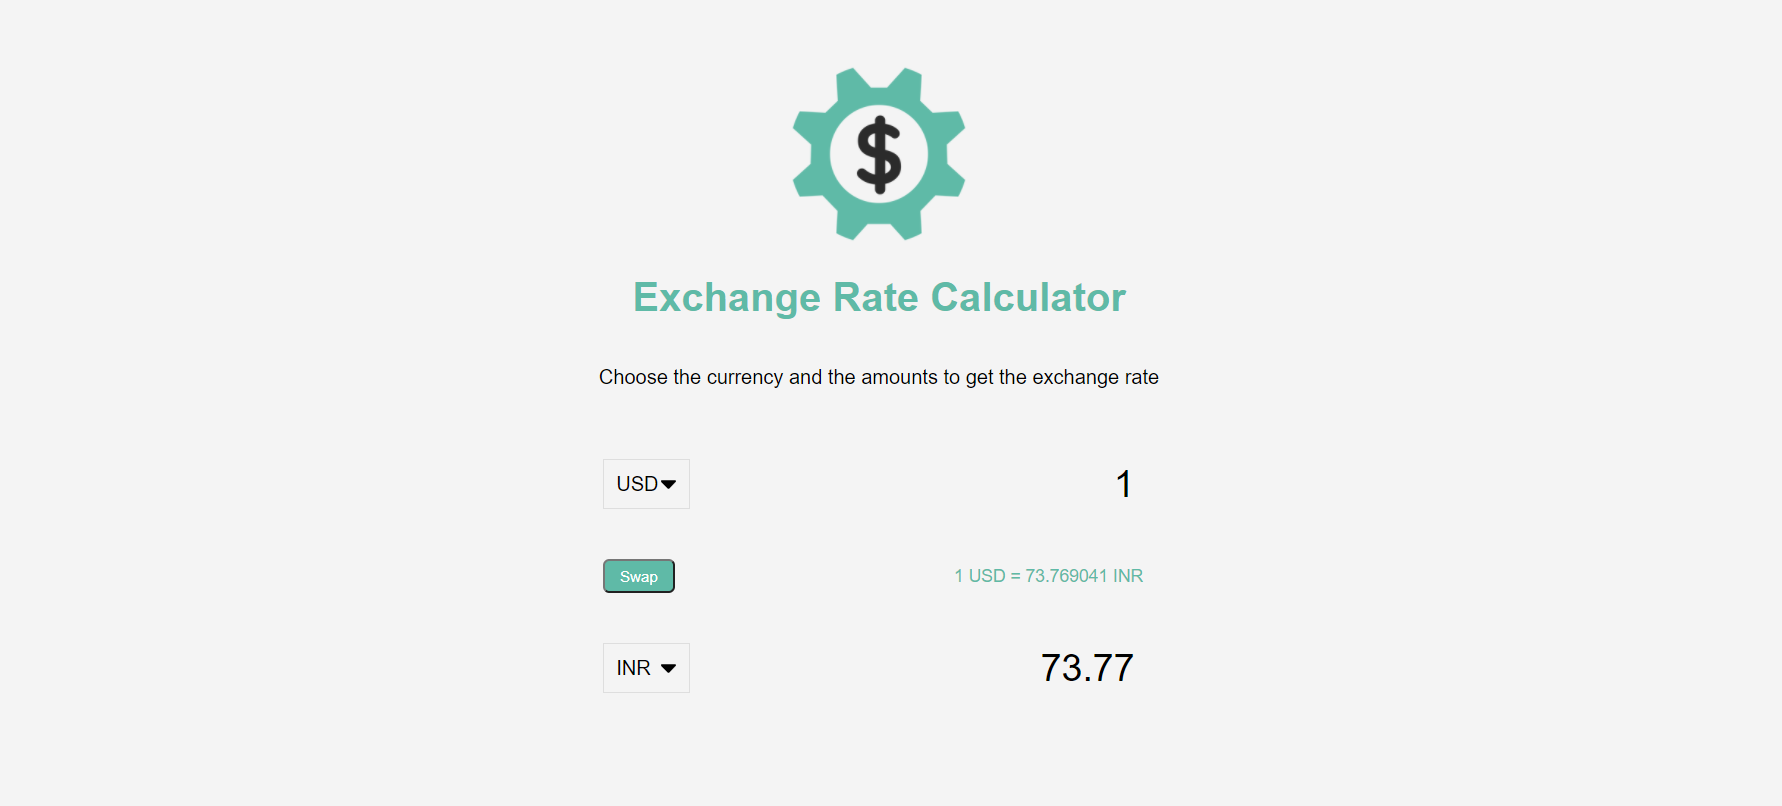 $
Exchange Rate Calculator
Choose the currency and the amounts to get the exchange rate
USD 1
Swap 1 USD = 73.769041 INR
INR 73.77